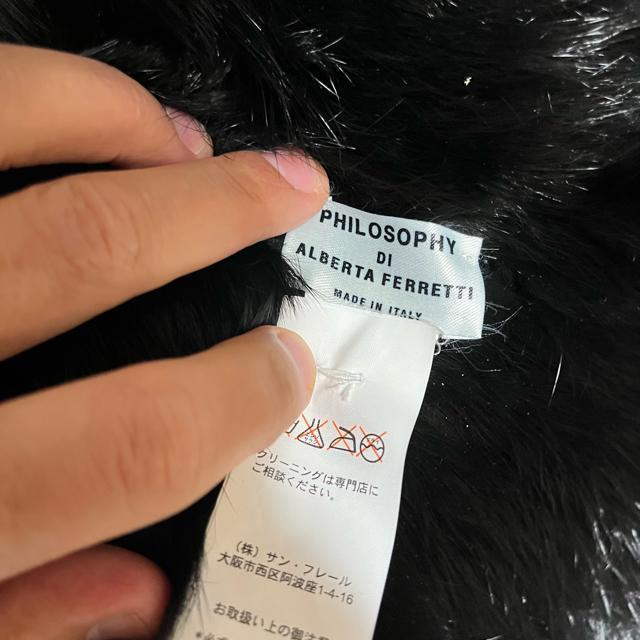 PHILOSOPHY
DI
ALBERTA FERRETTI
MADE IN ITALY
クリーニングは専門店に
ご相談ください。
(株) サン・フレール
大阪市西区阿波座1-4-16
お取扱い上の御注意